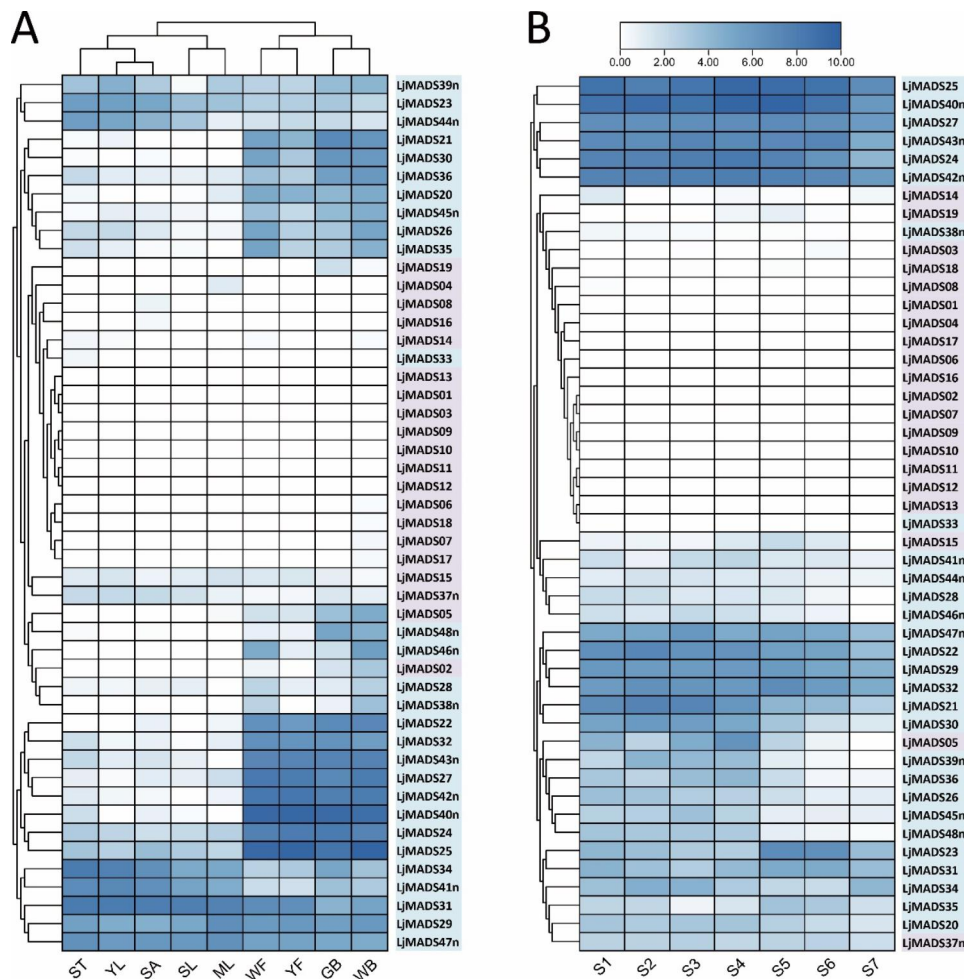 A
LjMADS39n
LjMADS23
LjMADS44n
LjMADS21
LjMADS30
LjMADS36
LjMADS20
LjMADS45n
LjMADS26
LjMADS35
LjMADS19
LjMADS04
LjMADS08
LjMADS16
LjMADS14
LjMADS33
LjMADS13
LjMADS01
LjMADS03
LjMADS09
LjMADS10
LjMADS11
LjMADS12
LjMADS06
LjMADS18
LjMADS07
LjMADS17
LjMADS15
LjMADS37n
LjMADS05
LjMADS48n
LjMADS46n
LjMADS02
LjMADS28
LjMADS38n
LjMADS22
LjMADS32
LjMADS43n
LjMADS27
LjMADS42n
LjMADS40n
LjMADS24
LjMADS25
LjMADS34
LjMADS41n
LjMADS31
LjMADS29
LjMADS47n
ST YL SA SL ML WF YF GB WB
B
0.00 2.00 4.00 6.00 8.00 10.00
LjMADS25
LjMADS40n
LjMADS27
LjMADS43n
LjMADS24
LjMADS42n
LjMADS14
LjMADS19
LjMADS38n
LjMADS03
LjMADS18
LjMADS08
LjMADS01
LjMADS04
LjMADS17
LjMADS06
LjMADS16
LjMADS02
LjMADS07
LjMADS09
LjMADS10
LjMADS11
LjMADS12
LjMADS13
LjMADS33
LjMADS15
LjMADS41n
LjMADS44n
LjMADS28
LjMADS46n
LjMADS47n
LjMADS22
LjMADS29
LjMADS32
LjMADS21
LjMADS30
LjMADS05
LjMADS39n
LjMADS36
LjMADS26
LjMADS45n
LjMADS48n
LjMADS23
LjMADS31
LjMADS34
LjMADS35
LjMADS20
LjMADS37n
S1 S2 S3 S4 S5 S6 S7